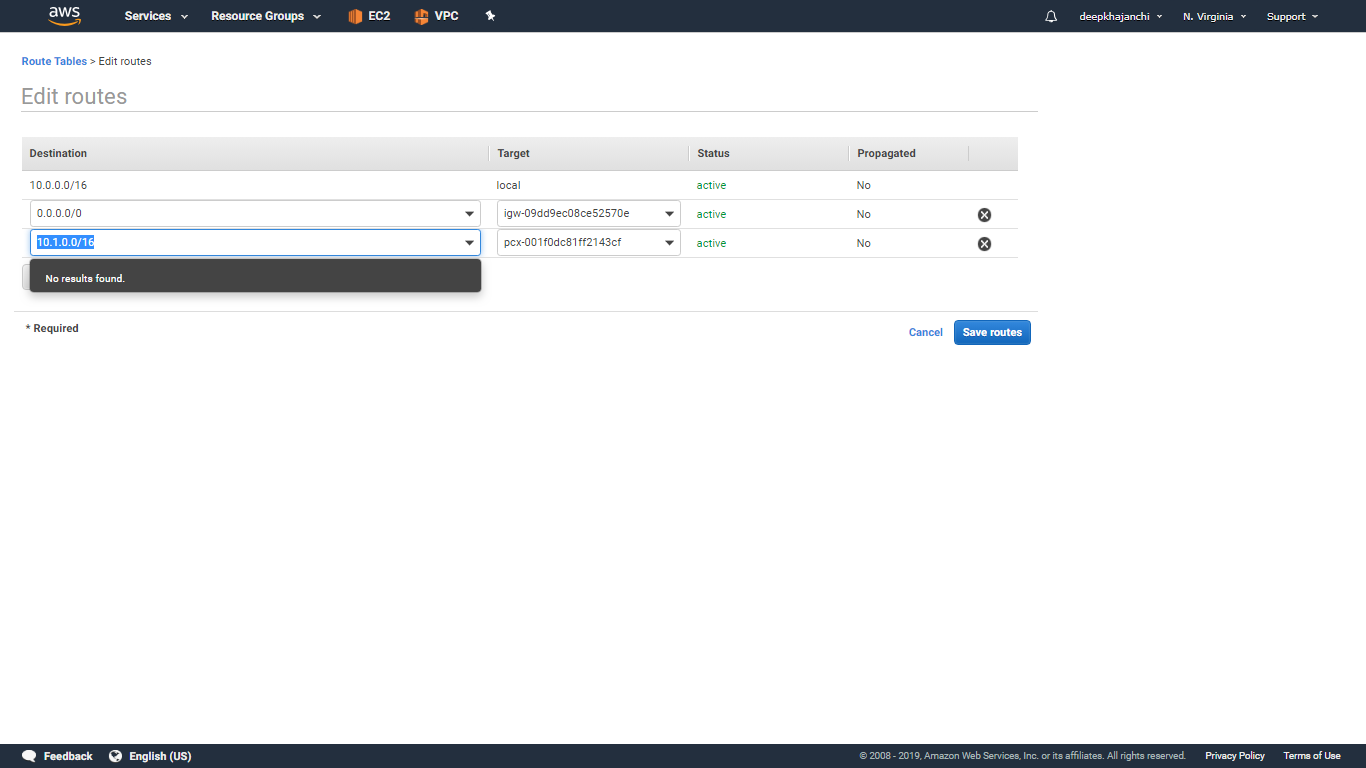 aws Services Resource Groups EC2 VPC deepkhajanchi N. Virginia Support
Route Tables > Edit routes
Edit routes
Destination Target Status Propagated
10.0.0.0/16 local active No
0.0.0.0/0 igw-09dd9ec08ce52570e active No
10.1.0.0/16 pcx-001f0dc81ff2143cf active No
No results found.
* Required Cancel Save routes
Feedback English (US) © 2008 - 2019, Amazon Web Services, Inc. or its affiliates. All rights reserved. Privacy Policy Terms of Use